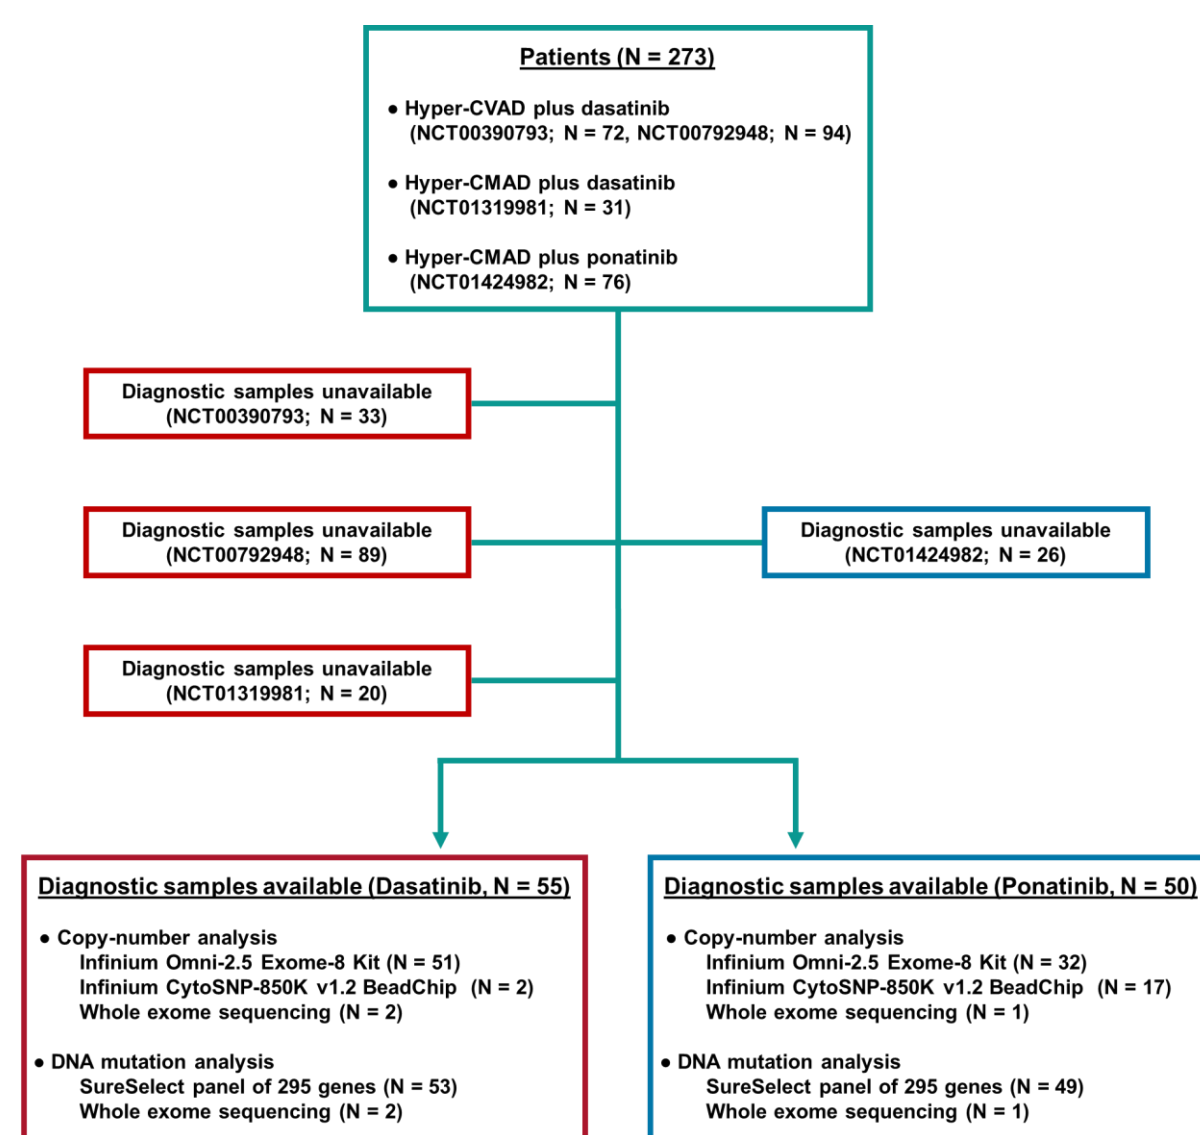 Patients (N = 273)
● Hyper-CVAD plus dasatinib
(NCT00390793; N = 72, NCT00792948; N = 94)
● Hyper-CMAD plus dasatinib
(NCT01319981; N = 31)
● Hyper-CMAD plus ponatinib
(NCT01424982; N = 76)
Diagnostic samples unavailable
(NCT00390793; N = 33)
Diagnostic samples unavailable
(NCT00792948; N = 89)
Diagnostic samples unavailable
(NCT01424982; N = 26)
Diagnostic samples unavailable
(NCT01319981; N = 20)
Diagnostic samples available (Dasatinib, N = 55)
● Copy-number analysis
Infinium Omni-2.5 Exome-8 Kit (N = 51)
Infinium CytoSNP-850K v1.2 BeadChip (N = 2)
Whole exome sequencing (N = 2)
● DNA mutation analysis
SureSelect panel of 295 genes (N = 53)
Whole exome sequencing (N = 2)
Diagnostic samples available (Ponatinib, N = 50)
● Copy-number analysis
Infinium Omni-2.5 Exome-8 Kit (N = 32)
Infinium CytoSNP-850K v1.2 BeadChip (N = 17)
Whole exome sequencing (N = 1)
● DNA mutation analysis
SureSelect panel of 295 genes (N = 49)
Whole exome sequencing (N = 1)